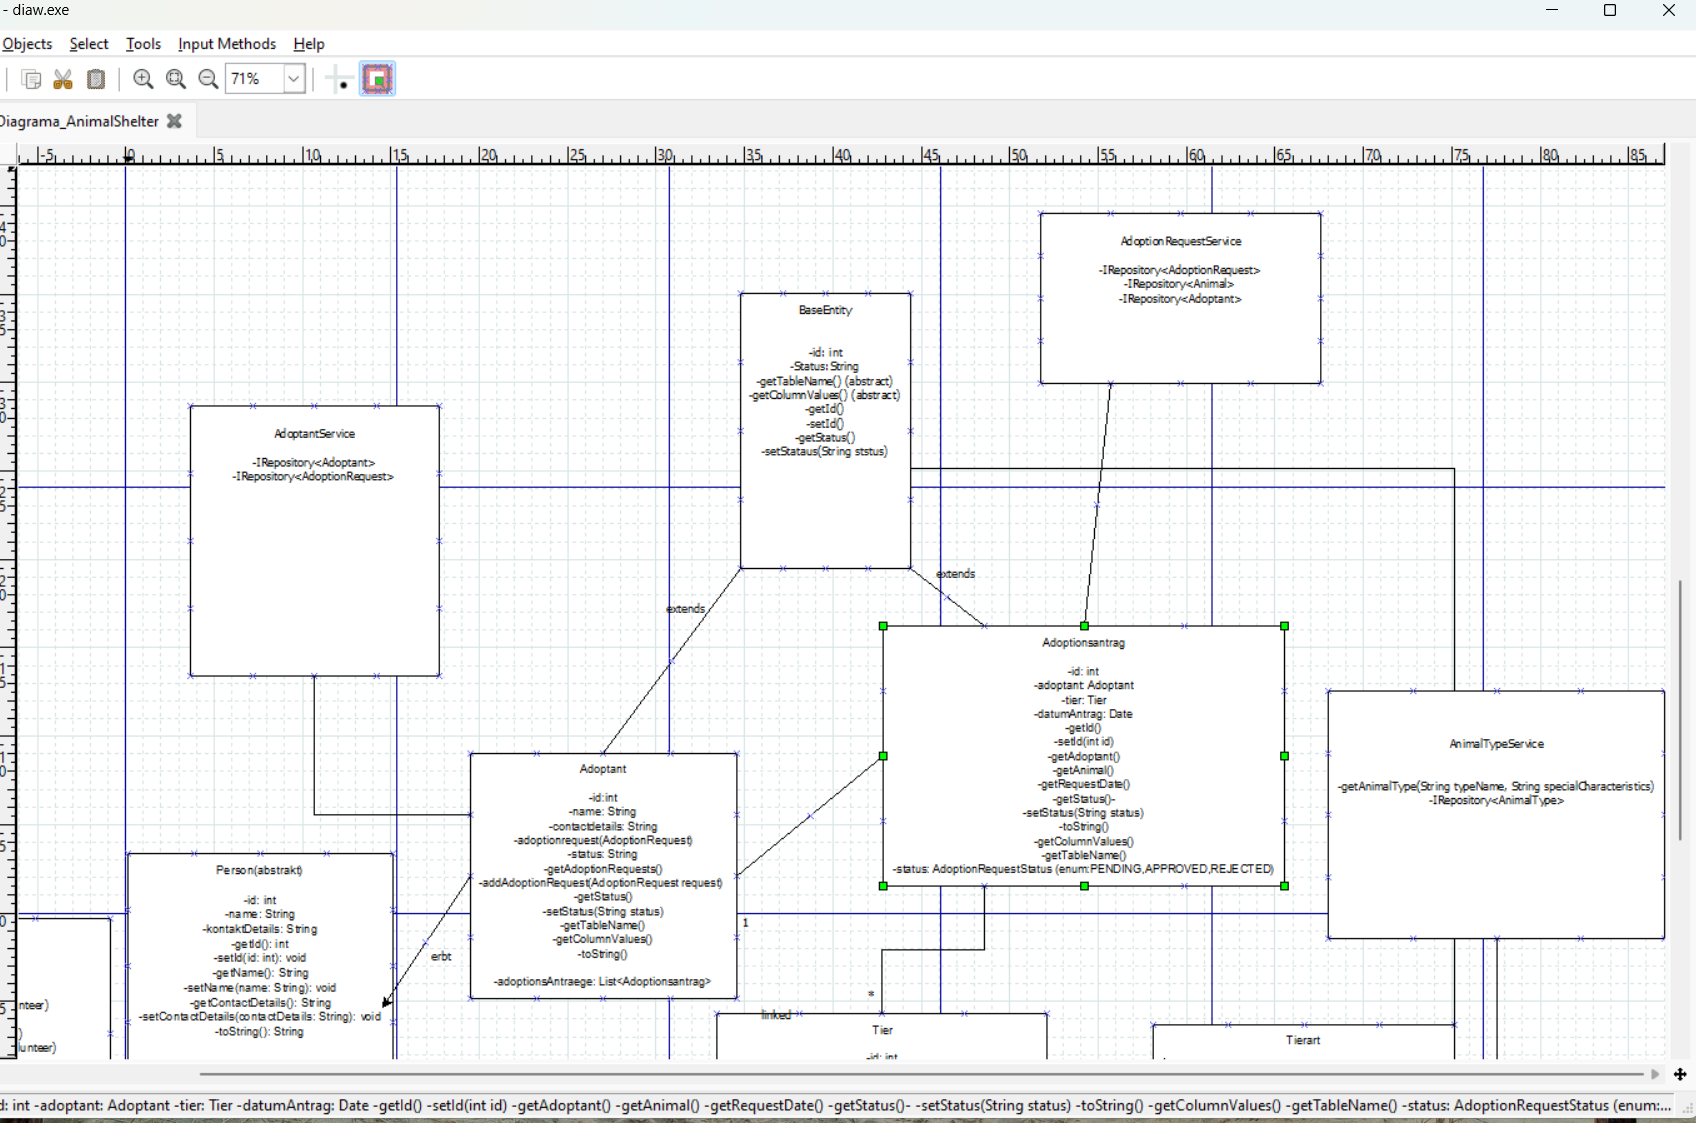 - diaw.exe
Objects Select Tools Input Methods Help
71%
Diagrama_AnimalShelter
-5 0 5 10 15 20 25 30 35 40 45 50 55 60 65 70 75 80 85
AdoptionRequestService
-IRepository<AdoptionRequest>
-IRepository<Animal>
-IRepository<Adoptant>
BaseEntity
-id: int
-Status: String
-getTableName() (abstract)
-getColumnValues() (abstract)
-getId()
-setId()
-getStatus()
-setStataus(String ststus)
AdoptantService
-IRepository<Adoptant>
-IRepository<AdoptionRequest>
extends
extends
Adoptionsantrag
-id: int
-adoptant: Adoptant
-tier: Tier
-datumAntrag: Date
-getId()
-setId(int id)
-getAdoptant()
-getAnimal()
-getRequestDate()
-getStatus()-
-setStatus(String status)
-toString()
-getColumnValues()
-getTableName()
-status: AdoptionRequestStatus (enum:PENDING,APPROVED,REJECTED)
AnimalTypeService
-getAnimalType(String typeName, String specialCharacteristics)
-IRepository<AnimalType>
Adoptant
-id:int
-name: String
-contactdetails: String
-adoptionrequest(AdoptionRequest)
-status: String
-getAdoptionRequests()
-addAdoptionRequest(AdoptionRequest request)
-getStatus()
-setStatus(String status)
-getTableName()
-getColumnValues()
-toString()
-adoptionsAntraege: List<Adoptionsantrag>
1
Person(abstrakt)
-id: int
-name: String
-kontaktDetails: String
-getId(): int
-setId(id: int): void
-getName(): String
-setName(name: String): void
-getContactDetails(): String
-setContactDetails(contactDetails: String): void
-toString(): String
erbt
nteer)
)
lunteer)
*
linked
Tier
-id: int
Tierart
d: int -adoptant: Adoptant -tier: Tier -datumAntrag: Date -getId() -setId(int id) -getAdoptant() -getAnimal() -getRequestDate() -getStatus()- -setStatus(String status) -toString() -getColumnValues() -getTableName() -status: AdoptionRequestStatus (enum:...